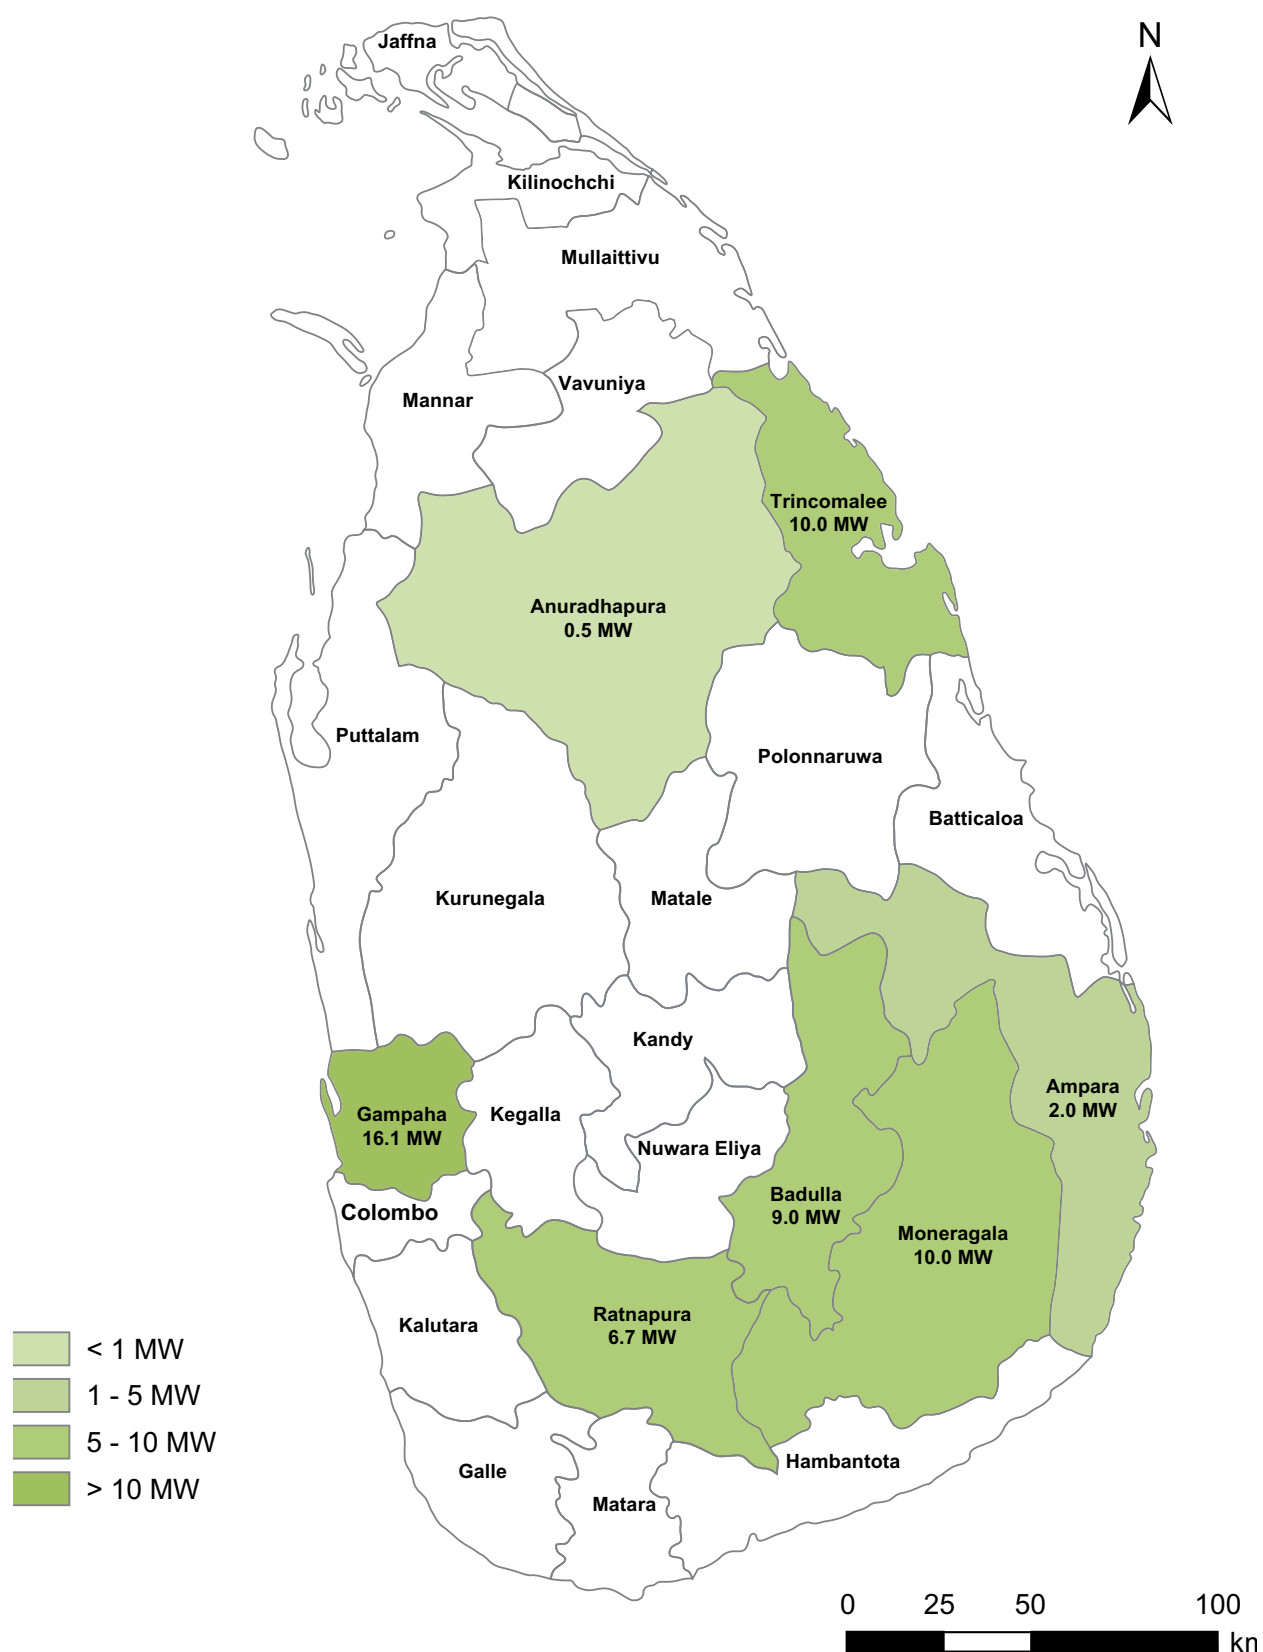 Jaffna
N
Kilinochchi
Mullaittivu
Vavuniya
Mannar
Trincomalee
10.0 MW
Anuradhapura
0.5 MW
Puttalam
Polonnaruwa
Batticaloa
Kurunegala
Matale
Kandy
Ampara
2.0 MW
Gampaha
16.1 MW
Kegalla
Nuwara Eliya
Badulla
9.0 MW
Colombo
Moneragala
10.0 MW
Ratnapura
6.7 MW
Kalutara
Hambantota
Galle
Matara
< 1 MW
1 - 5 MW
5 - 10 MW
> 10 MW
0 25 50 100
km